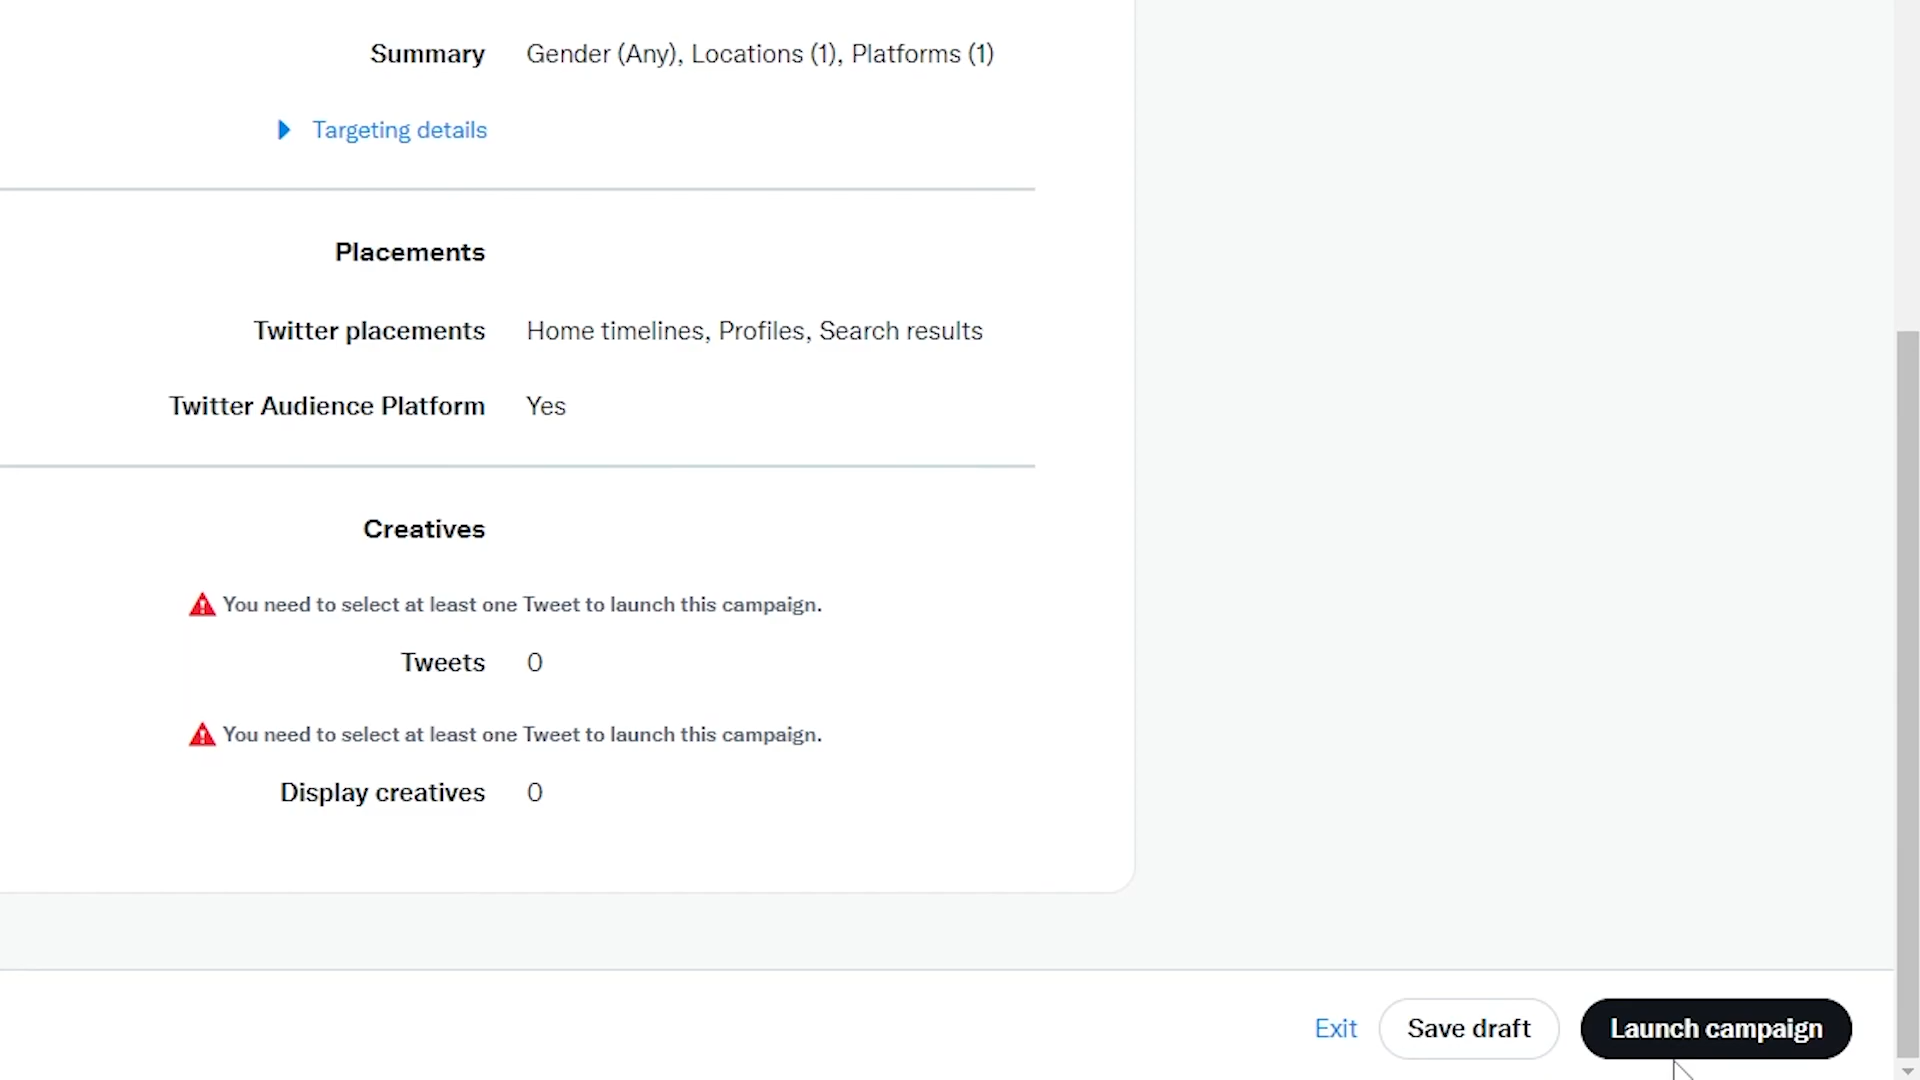 Summary Gender (Any), Locations (1), Platforms (1)
Targeting details
Placements
Twitter placements Home timelines, Profiles, Search results
Twitter Audience Platform Yes
Creatives
You need to select at least one Tweet to launch this campaign.
Tweets 0
You need to select at least one Tweet to launch this campaign.
Display creatives 0
Exit Save draft Launch campaign